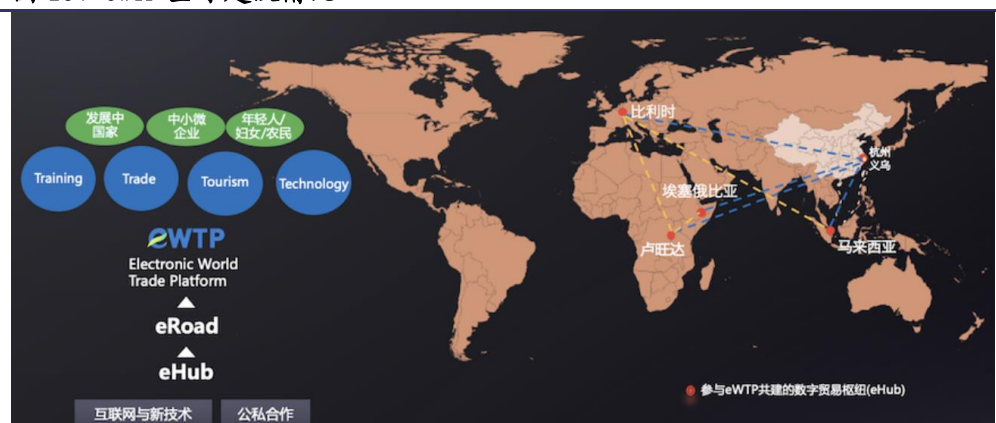 发展中
国家
中小微
企业
年轻人/
妇女/农民
Training
Trade
Tourism
Technology
eWTP
Electronic World
Trade Platform
eRoad
eHub
互联网与新技术
公私合作
比利时
杭州
义乌
埃塞俄比亚
卢旺达
马来西亚
参与eWTP共建的数字贸易枢纽(eHub)